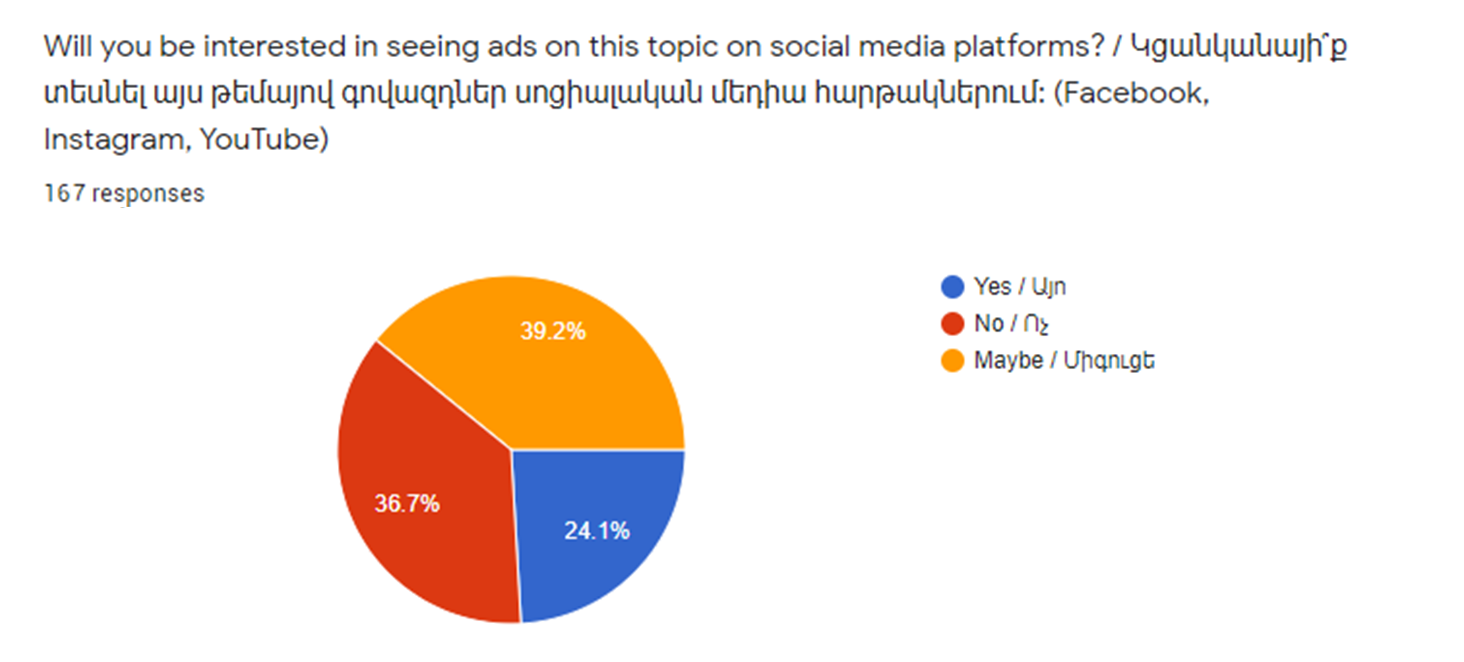 Will you be interested in seeing ads on this topic on social media platforms? / Կցանկանայի՞ք
տեսնել այս թեմայով գովազդներ սոցիալական մեդիա հարթակներում: (Facebook,
Instagram, YouTube)
167 responses
39.2%
36.7%
24.1%
Yes / Այո
No / Ոչ
Maybe / Միգուցե